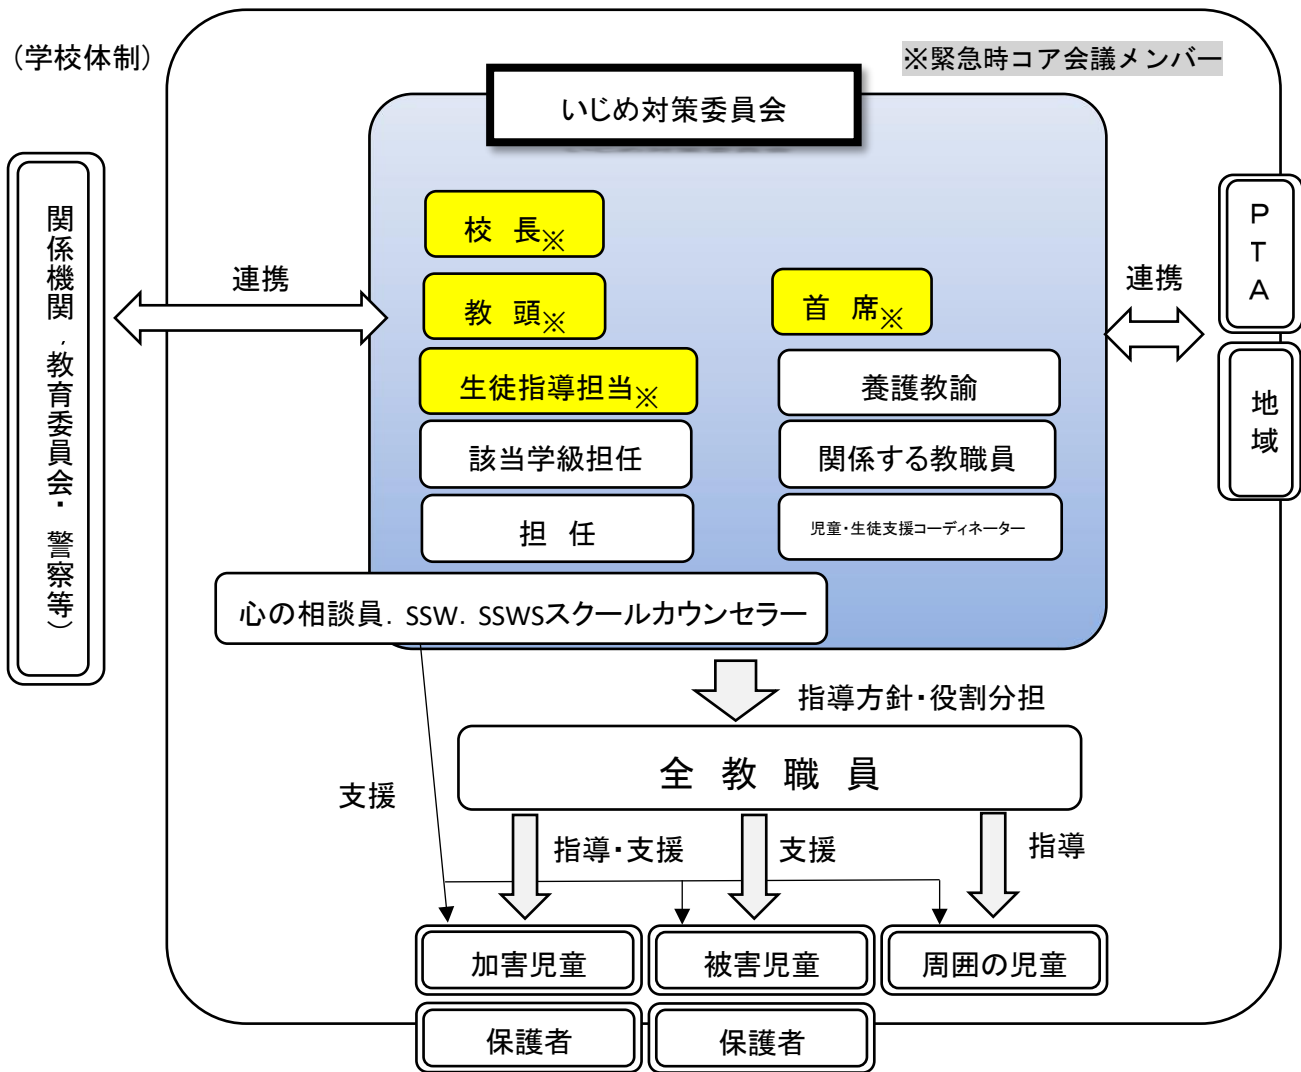 (学校体制)
※緊急時コア会議メンバー
いじめ対策委員会
関係機関,教育委員会・ 警察等)
連携
校 長※
教 頭※
首 席※
生徒指導担当※
養護教諭
該当学級担任
関係する教職員
担 任
児童・生徒支援コーディネーター
心の相談員．SSW．SSWSスクールカウンセラー
連携
PTA
地域
指導方針・役割分担
全 教 職 員
支援
指導・支援
支援
指導
加害児童
被害児童
周囲の児童
保護者
保護者